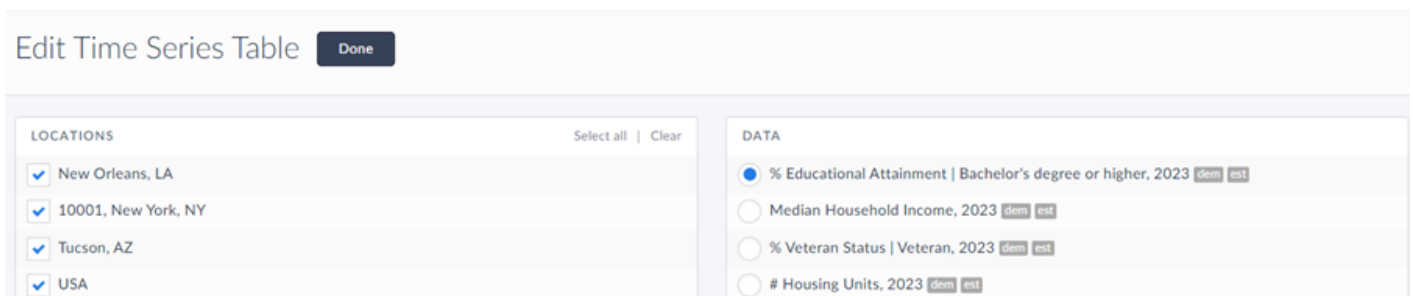 Edit Time Series Table Done
LOCATIONS Select all | Clear
New Orleans, LA
10001, New York, NY
Tucson, AZ
USA
DATA
% Educational Attainment | Bachelor's degree or higher, 2023 dem est
Median Household Income, 2023 dem est
% Veteran Status | Veteran, 2023 dem est
# Housing Units, 2023 dem est